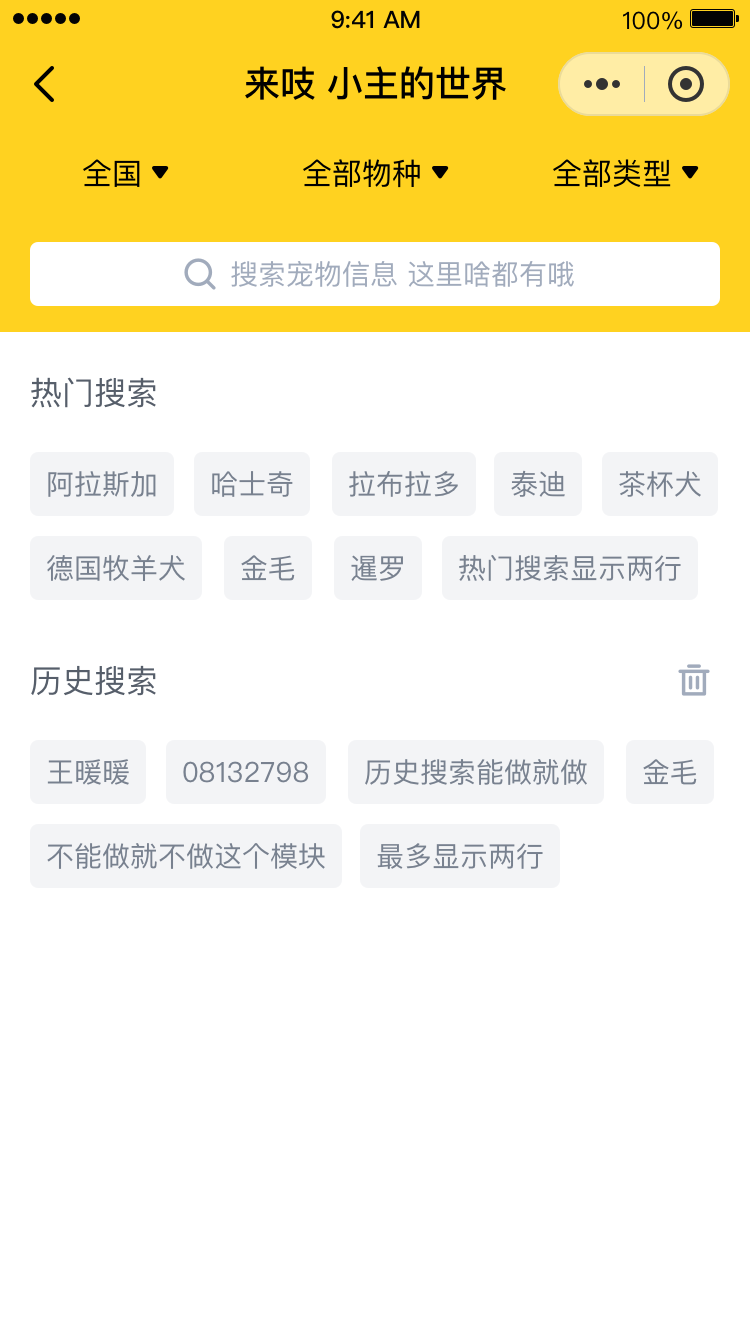 9:41 AM 100%
来吱 小主的世界
全国 全部物种 全部类型
搜索宠物信息 这里啥都有哦
热门搜索
阿拉斯加 哈士奇 拉布拉多 泰迪 茶杯犬
德国牧羊犬 金毛 暹罗 热门搜索显示两行
历史搜索
王暖暖 08132798 历史搜索能做就做 金毛
不能做就不做这个模块 最多显示两行